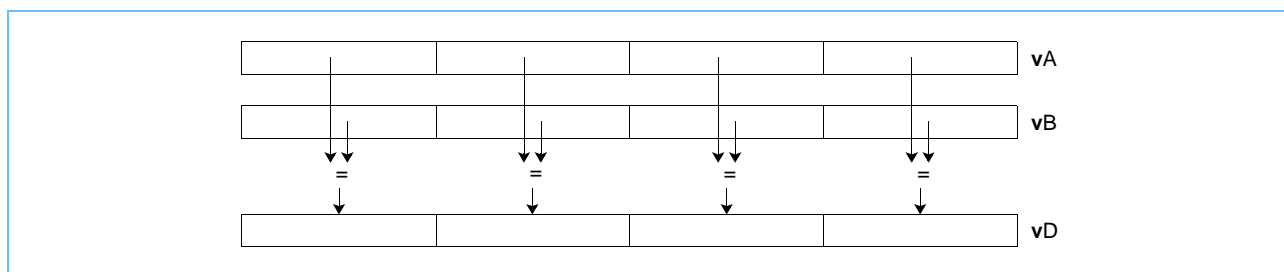 vA
vB
= = = =
vD